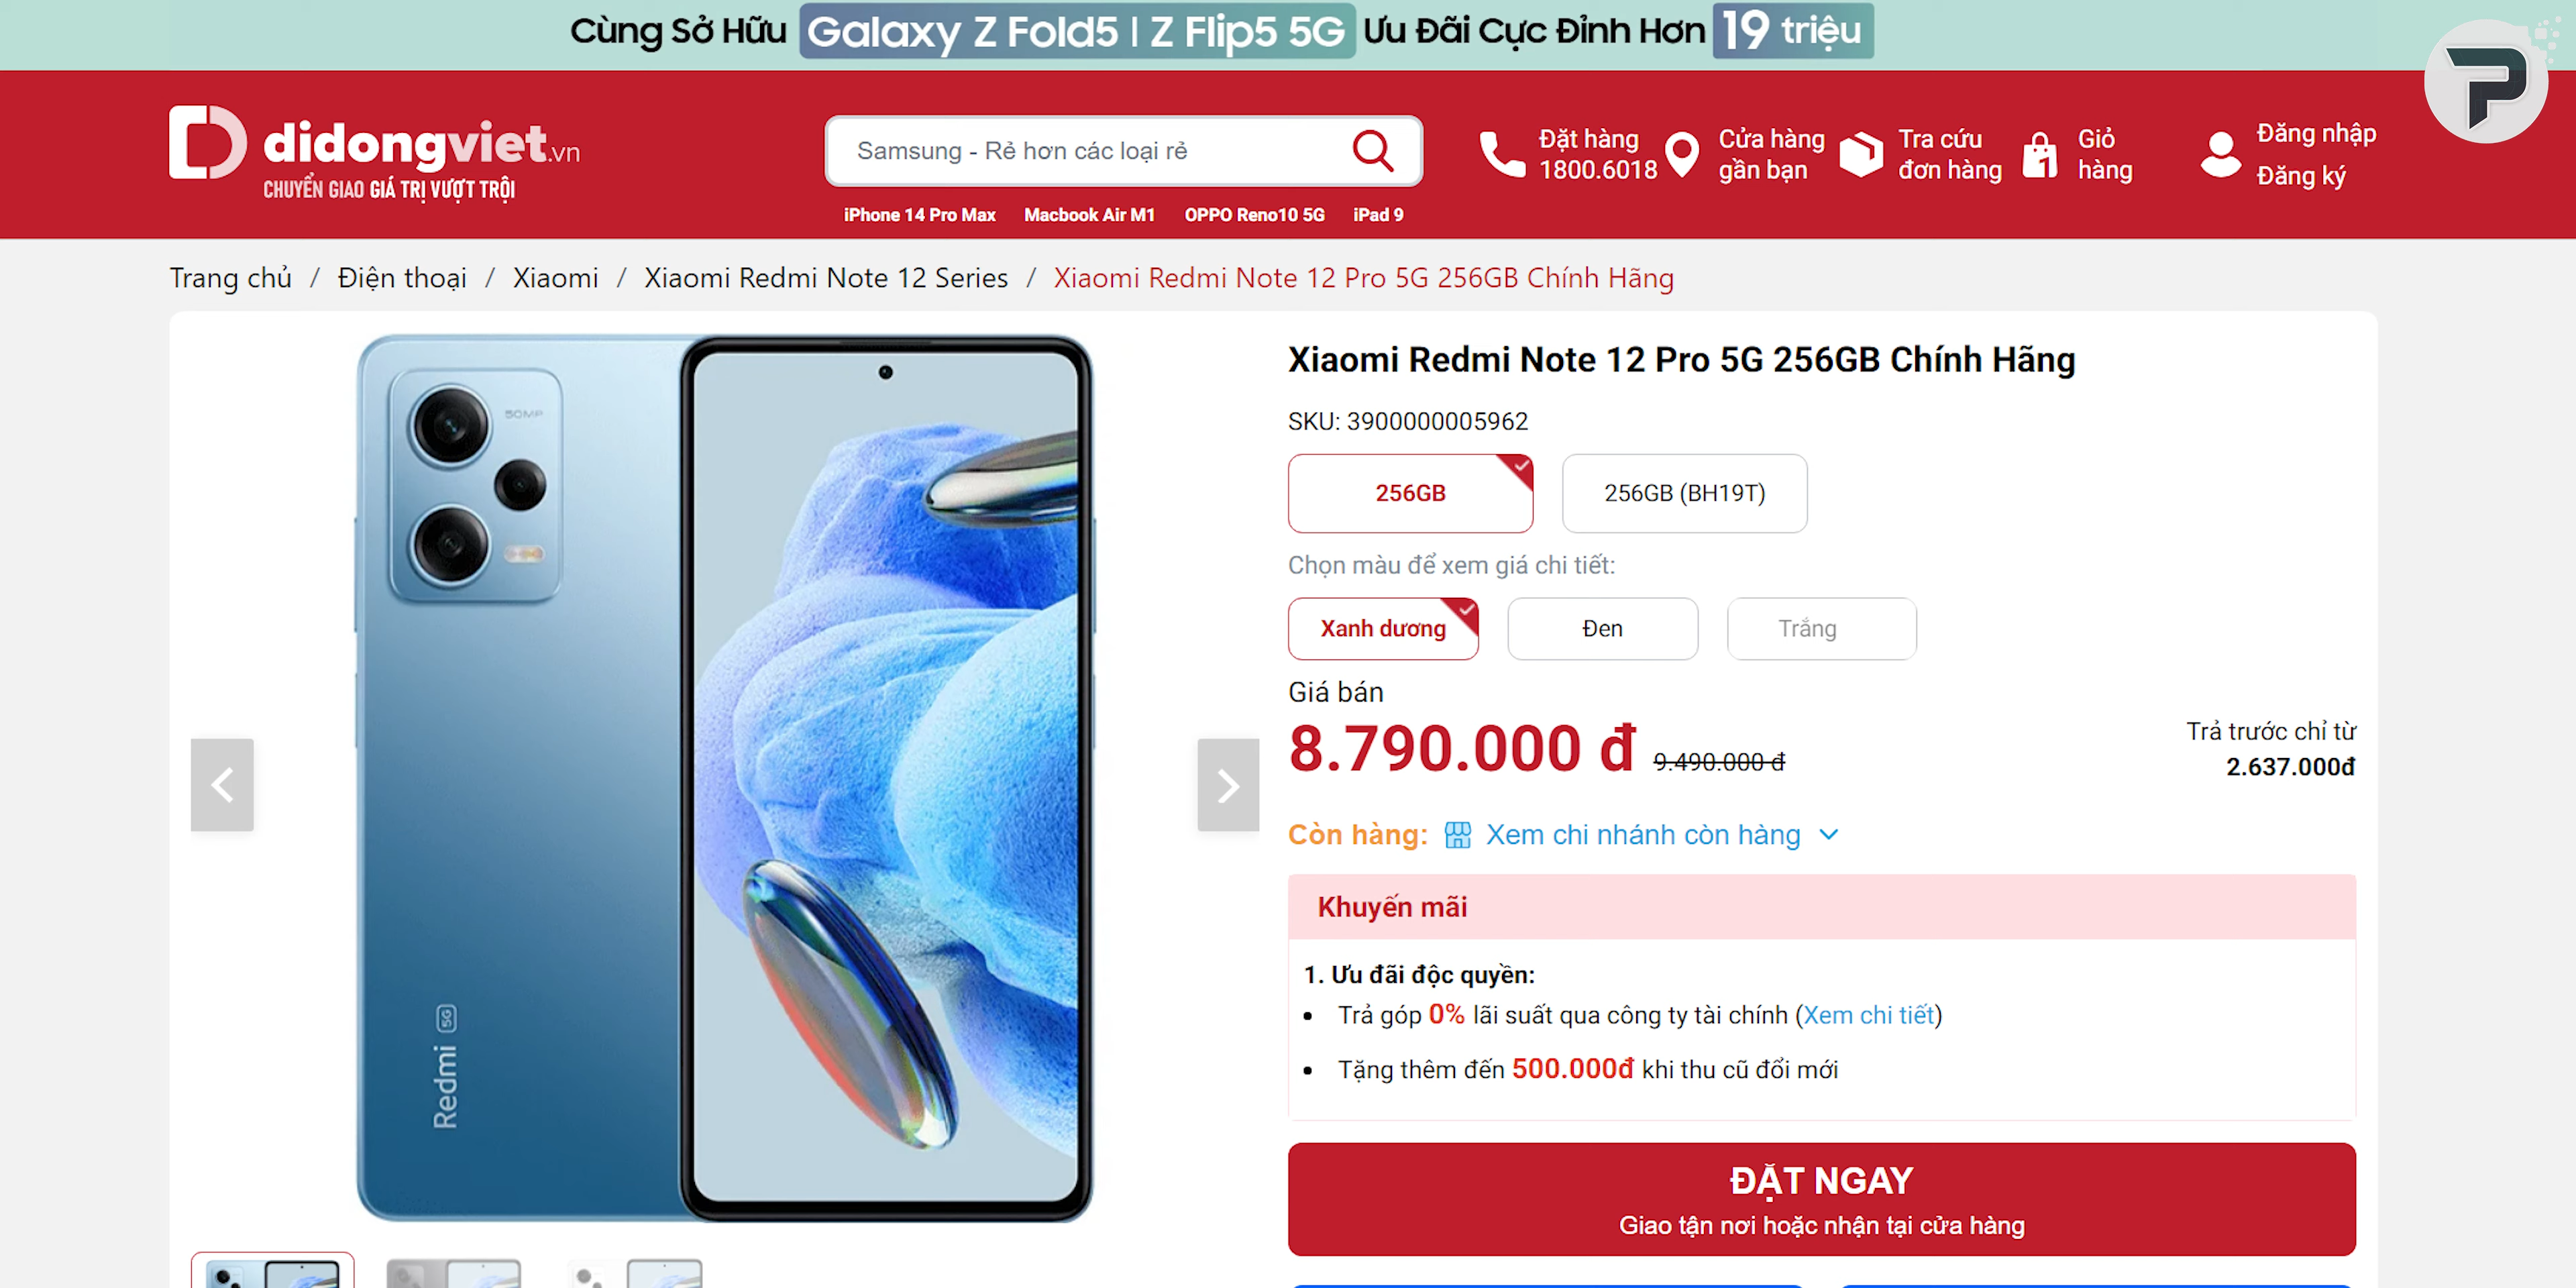 Cùng Sở Hữu Galaxy Z Fold5 | Z Flip5 5G Ưu Đãi Cực Đỉnh Hơn 19 triệu
didongviet.vn
CHUYỂN GIAO GIÁ TRỊ VƯỢT TRỘI
Samsung - Rẻ hơn các loại rẻ
iPhone 14 Pro Max Macbook Air M1 OPPO Reno10 5G iPad 9
Đặt hàng
1800.6018
Cửa hàng
gần bạn
Tra cứu
đơn hàng
1
Giỏ
hàng
Đăng nhập
Đăng ký
Trang chủ / Điện thoại / Xiaomi / Xiaomi Redmi Note 12 Series / Xiaomi Redmi Note 12 Pro 5G 256GB Chính Hãng
50MP
Redmi 5G
Xiaomi Redmi Note 12 Pro 5G 256GB Chính Hãng
SKU: 3900000005962
256GB 256GB (BH19T)
Chọn màu để xem giá chi tiết:
Xanh dương Đen Trắng
Giá bán
8.790.000 đ 9.490.000 đ
Trả trước chỉ từ
2.637.000đ
Còn hàng: Xem chi nhánh còn hàng
Khuyến mãi
1. Ưu đãi độc quyền:
• Trả góp 0% lãi suất qua công ty tài chính (Xem chi tiết)
• Tặng thêm đến 500.000đ khi thu cũ đổi mới
ĐẶT NGAY
Giao tận nơi hoặc nhận tại cửa hàng